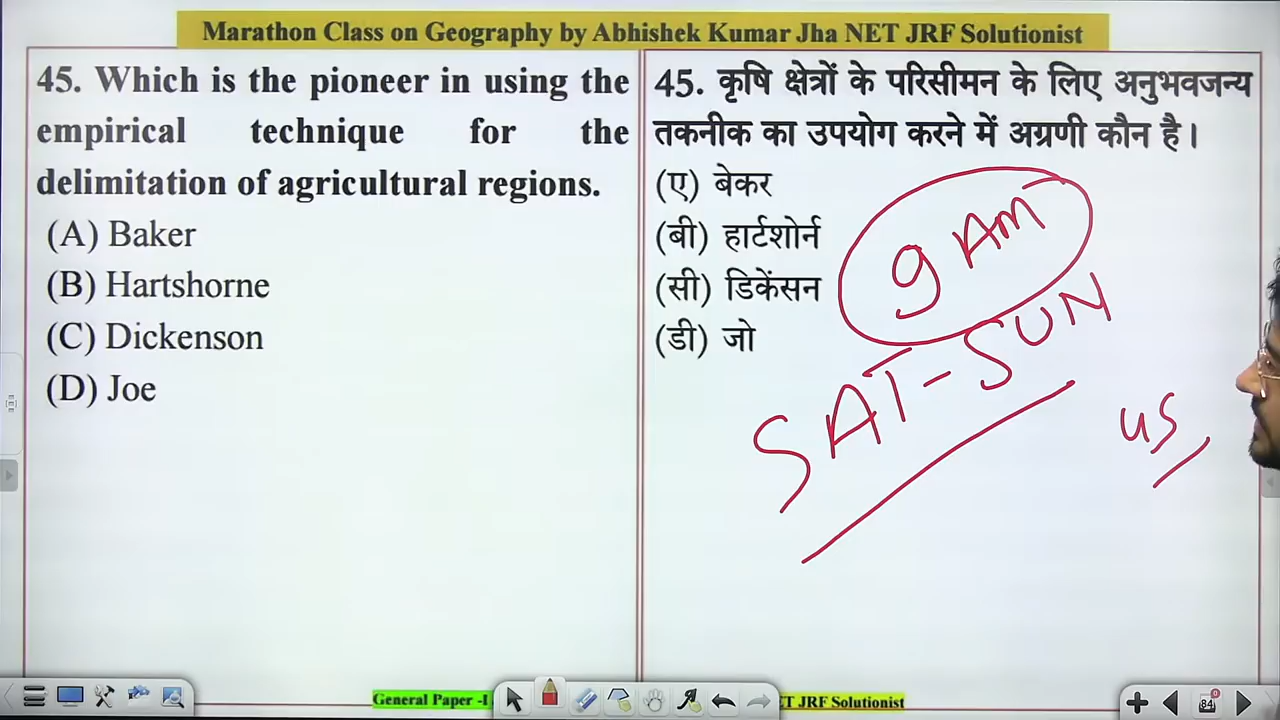 Marathon Class on Geography by Abhishek Kumar Jha NET JRF Solutionist
45. Which is the pioneer in using the
empirical technique for the
delimitation of agricultural regions.
(A) Baker
(B) Hartshorne
(C) Dickenson
(D) Joe
45. कृषि क्षेत्रों के परिसीमन के लिए अनुभवजन्य
तकनीक का उपयोग करने में अग्रणी कौन है।
(ए) बेकर
(बी) हार्टशोर्न
(सी) डिकेंसन
(डी) जो
9 AM
SAT-SUN
45
General Paper -I
T JRF Solutionist
84